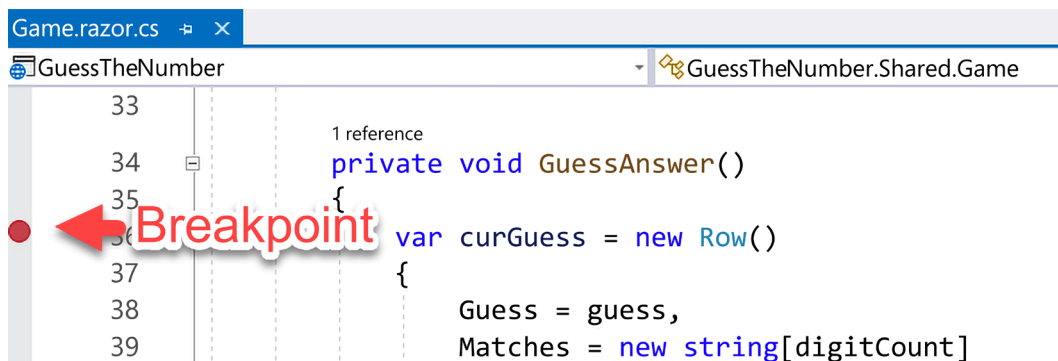 Game.razor.cs
GuessTheNumber GuessTheNumber.Shared.Game
33
1 reference
34 private void GuessAnswer()
35 {
Breakpoint
36 var curGuess = new Row()
37 {
38 Guess = guess,
39 Matches = new string[digitCount]